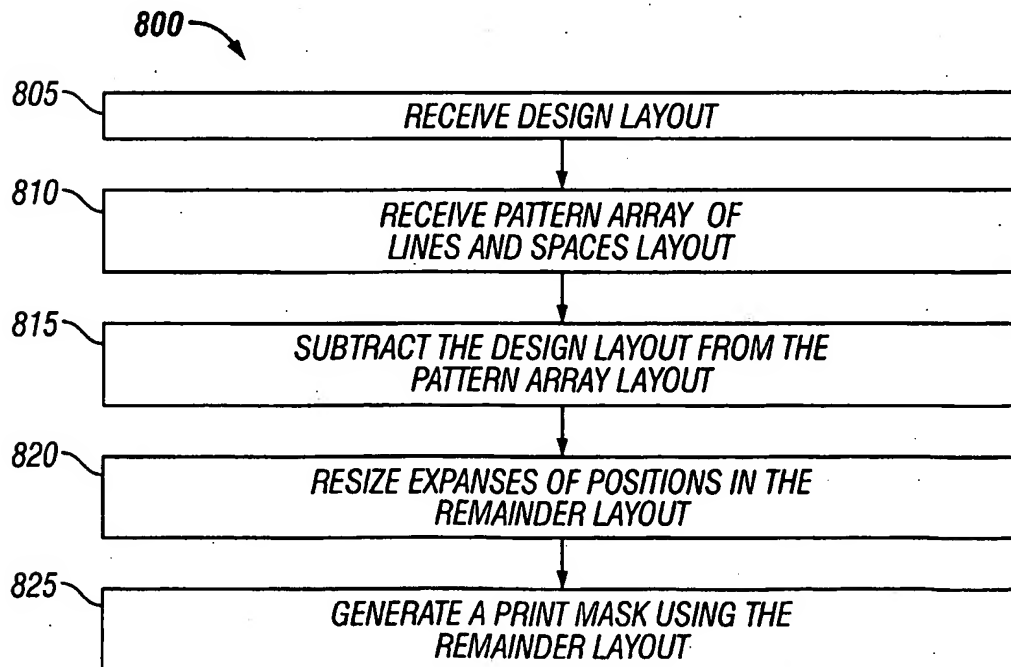 800
805
RECEIVE DESIGN LAYOUT
810
RECEIVE PATTERN ARRAY OF
LINES AND SPACES LAYOUT
815
SUBTRACT THE DESIGN LAYOUT FROM THE
PATTERN ARRAY LAYOUT
820
RESIZE EXPANSES OF POSITIONS IN THE
REMAINDER LAYOUT
825
GENERATE A PRINT MASK USING THE
REMAINDER LAYOUT